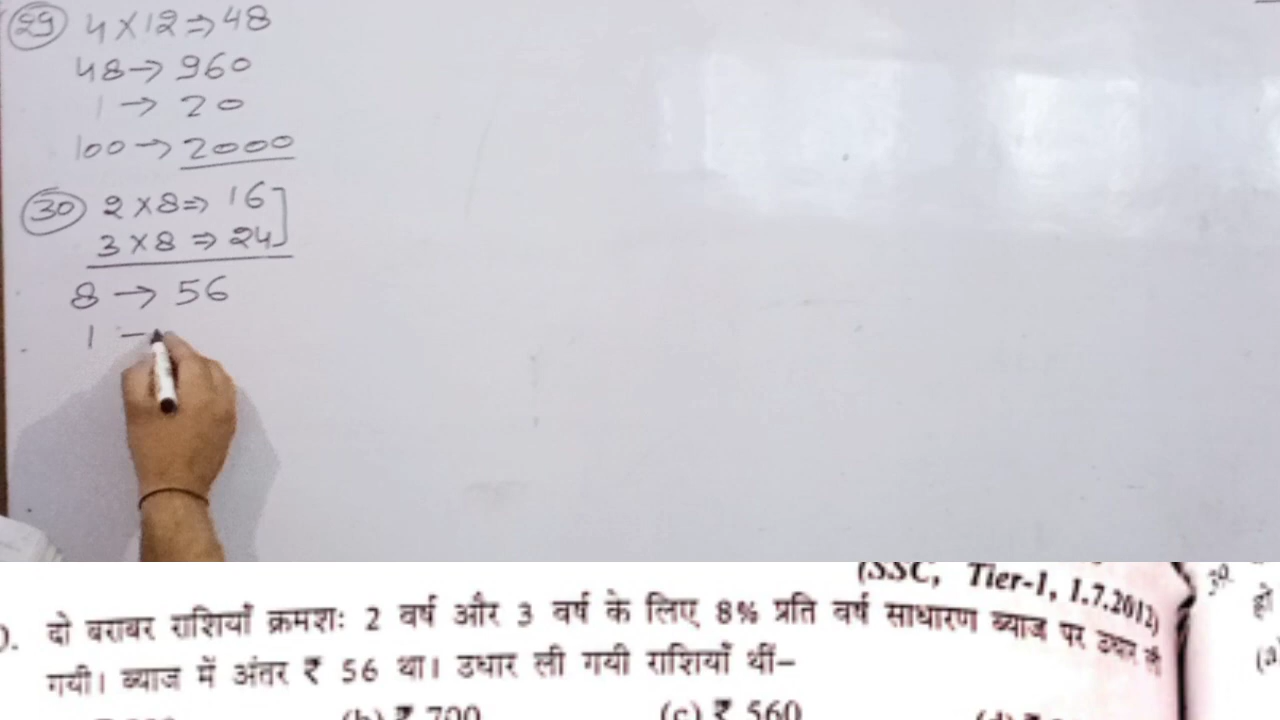 29 4×12⇒48
48→960
1→20
100→2000
30 2×8⇒16
3×8⇒24
8→56
1 –
(SSC, Tier-1, 1.7.2012)
दो बराबर राशियाँ क्रमशः 2 वर्ष और 3 वर्ष के लिए 8% प्रति वर्ष साधारण ब्याज पर उधार ली
गयी। ब्याज में अंतर ₹ 56 था। उधार ली गयी राशियाँ थीं–
(b) ₹ 700 (c) ₹ 560